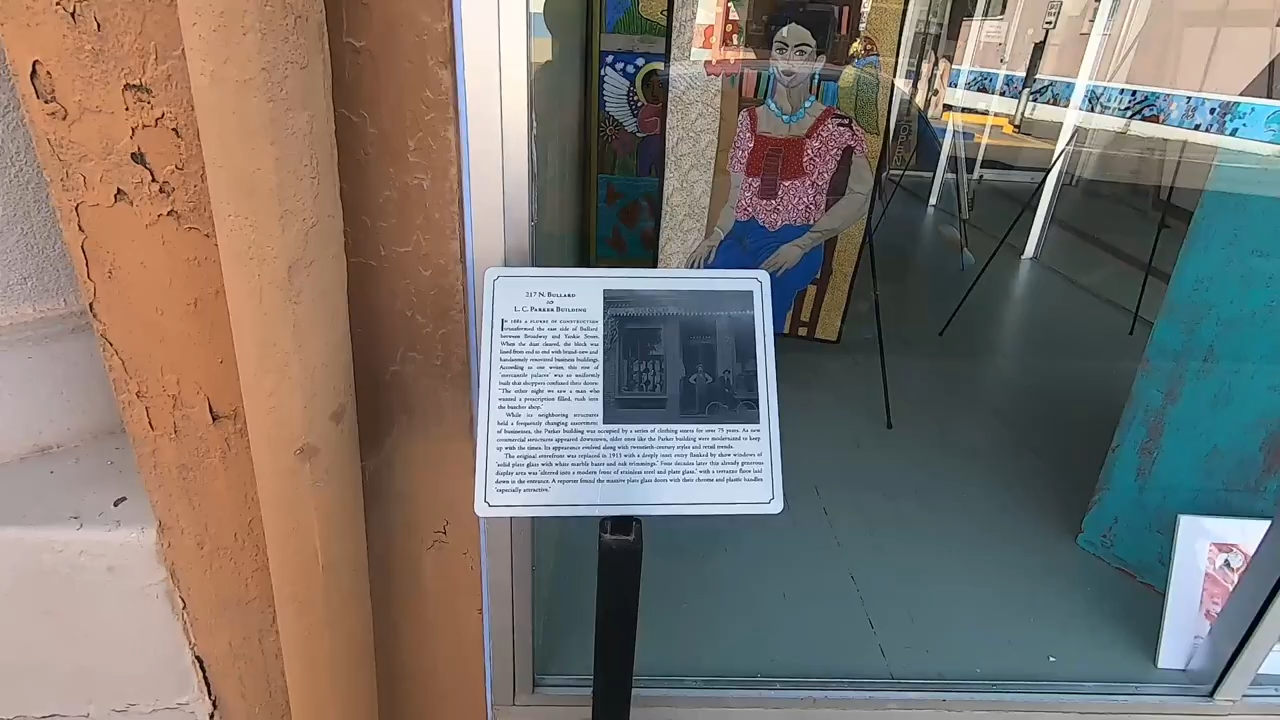 217 N. Bullard
L. C. Parker Building
In 1882 a flurry of construction
transformed the east side of Bullard
between Broadway and Yankie Street.
When the dust cleared, the block was
lined from end to end with brand-new and
handsomely renovated business buildings.
According to one writer, this row of
"mercantile palaces" was so uniformly
built that shoppers confused their doors:
"The other night we saw a man who
wanted a prescription filled, rush into
the butcher shop."
While its neighboring structures
held a frequently changing assortment
of businesses, the Parker building was occupied by a series of clothing stores for over 75 years. As new
commercial structures appeared downtown, older ones like the Parker building were modernized to keep
up with the times. Its appearance evolved along with twentieth-century styles and retail trends.
The original storefront was replaced in 1913 with a deeply inset entry flanked by show windows of
"solid plate glass with white marble bases and oak trimmings." Four decades later this already generous
display area was "altered into a modern front of stainless steel and plate glass," with a terrazzo floor laid
down in the entrance. A reporter found the massive plate glass doors with their chrome and plastic handles
"especially attractive."
OPEN